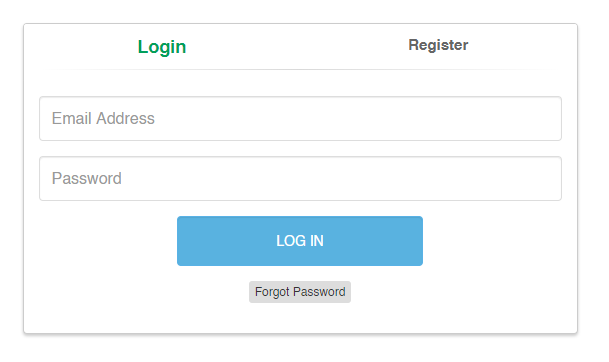 Login Register
Email Address
Password
LOG IN
Forgot Password